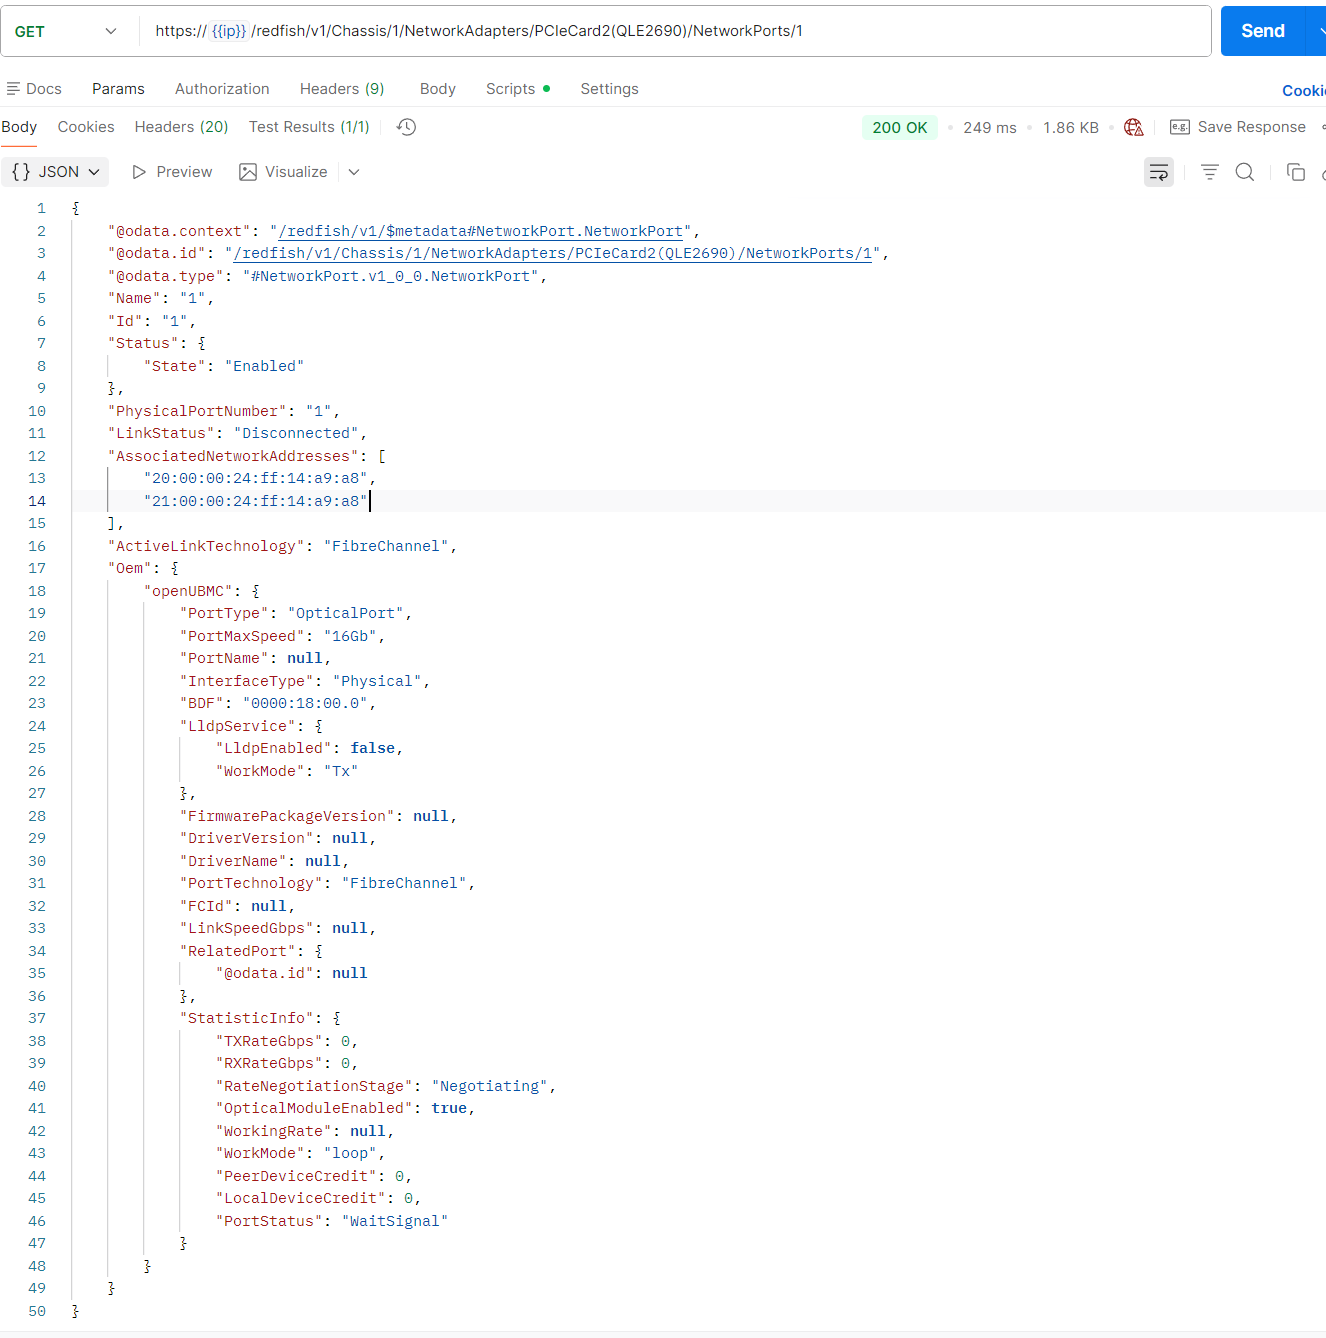 GET https://{{ip}}/redfish/v1/Chassis/1/NetworkAdapters/PCIeCard2(QLE2690)/NetworkPorts/1 Send
Docs Params Authorization Headers (9) Body Scripts Settings
Body Cookies Headers (20) Test Results (1/1) 200 OK 249 ms 1.86 KB e.g. Save Response
{} JSON Preview Visualize
1 {
2 "@odata.context": "/redfish/v1/$metadata#NetworkPort.NetworkPort",
3 "@odata.id": "/redfish/v1/Chassis/1/NetworkAdapters/PCIeCard2(QLE2690)/NetworkPorts/1",
4 "@odata.type": "#NetworkPort.v1_0_0.NetworkPort",
5 "Name": "1",
6 "Id": "1",
7 "Status": {
8 "State": "Enabled"
9 },
10 "PhysicalPortNumber": "1",
11 "LinkStatus": "Disconnected",
12 "AssociatedNetworkAddresses": [
13 "20:00:00:24:ff:14:a9:a8",
14 "21:00:00:24:ff:14:a9:a8"
15 ],
16 "ActiveLinkTechnology": "FibreChannel",
17 "Oem": {
18 "openUBMC": {
19 "PortType": "OpticalPort",
20 "PortMaxSpeed": "16Gb",
21 "PortName": null,
22 "InterfaceType": "Physical",
23 "BDF": "0000:18:00.0",
24 "LldpService": {
25 "LldpEnabled": false,
26 "WorkMode": "Tx"
27 },
28 "FirmwarePackageVersion": null,
29 "DriverVersion": null,
30 "DriverName": null,
31 "PortTechnology": "FibreChannel",
32 "FCId": null,
33 "LinkSpeedGbps": null,
34 "RelatedPort": {
35 "@odata.id": null
36 },
37 "StatisticInfo": {
38 "TXRateGbps": 0,
39 "RXRateGbps": 0,
40 "RateNegotiationStage": "Negotiating",
41 "OpticalModuleEnabled": true,
42 "WorkingRate": null,
43 "WorkMode": "loop",
44 "PeerDeviceCredit": 0,
45 "LocalDeviceCredit": 0,
46 "PortStatus": "WaitSignal"
47 }
48 }
49 }
50 }